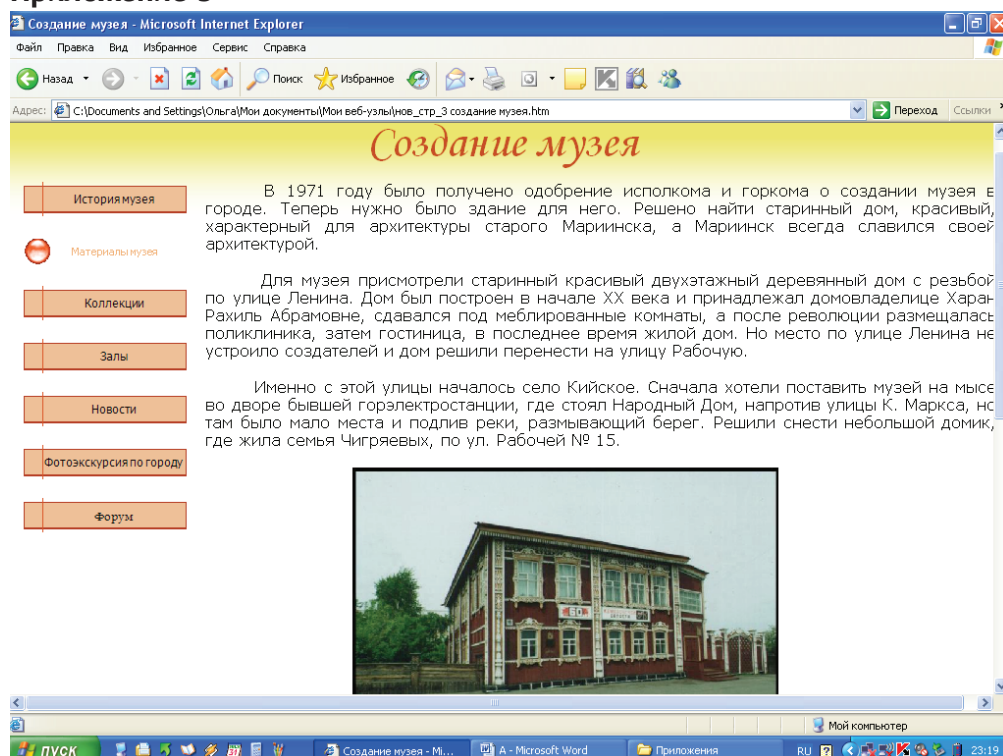 Создание музея - Microsoft Internet Explorer
Файл Правка Вид Избранное Сервис Справка
Назад Поиск Избранное
Адрес: C:\Documents and Settings\Ольга\Мои документы\Мои веб-узлы\нов_стр_3 создание музея.htm Переход Ссылки
Создание музея
История музея
Материалы музея
Коллекции
Залы
Новости
Фотоэкскурсия по городу
Форум
В 1971 году было получено одобрение исполкома и горкома о создании музея в
городе. Теперь нужно было здание для него. Решено найти старинный дом, красивый,
характерный для архитектуры старого Мариинска, а Мариинск всегда славился своей
архитектурой.
Для музея присмотрели старинный красивый двухэтажный деревянный дом с резьбой
по улице Ленина. Дом был построен в начале XX века и принадлежал домовладелице Харан
Рахиль Абрамовне, сдавался под меблированные комнаты, а после революции размещалась
поликлиника, затем гостиница, в последнее время жилой дом. Но место по улице Ленина не
устроило создателей и дом решили перенести на улицу Рабочую.
Именно с этой улицы началось село Кийское. Сначала хотели поставить музей на мысе
во дворе бывшей горэлектростанции, где стоял Народный Дом, напротив улицы К. Маркса, но
там было мало места и подлив реки, размывающий берег. Решили снести небольшой домик,
где жила семья Чигряевых, по ул. Рабочей № 15.
Мой компьютер
пуск Создание музея - Mi... A - Microsoft Word Приложения RU 23:19